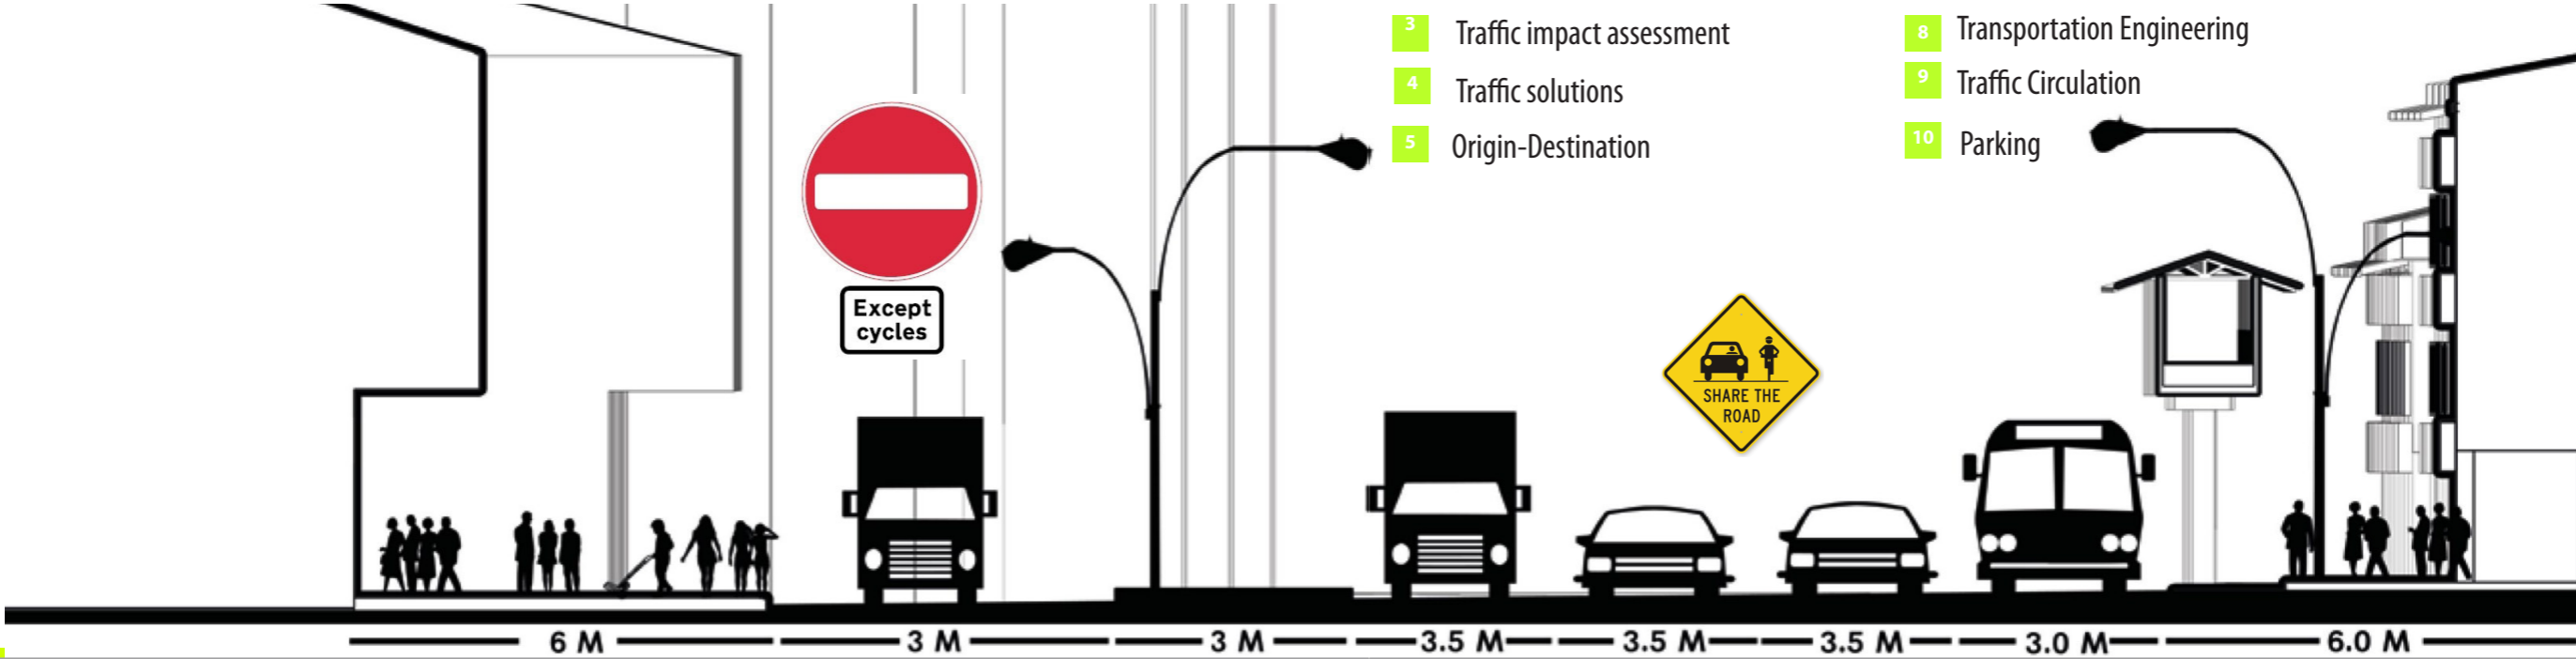 3 Traffic impact assessment
4 Traffic solutions
5 Origin-Destination
8 Transportation Engineering
9 Traffic Circulation
10 Parking
Except
cycles
SHARE THE
ROAD
6 M 3 M 3 M 3.5 M 3.5 M 3.5 M 3.0 M 6.0 M